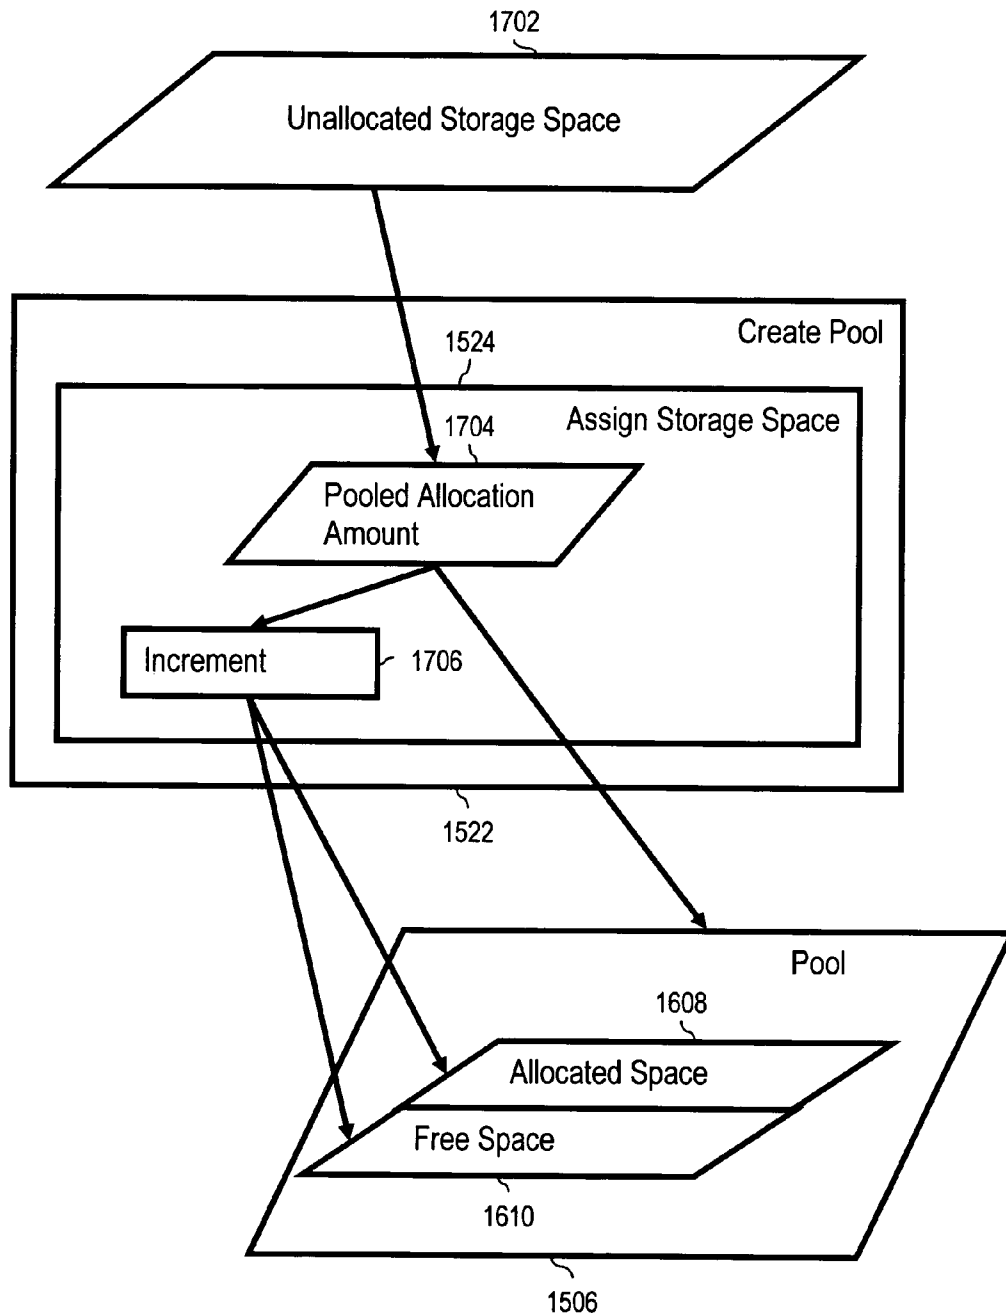 1702
Unallocated Storage Space
Create Pool
1524
Assign Storage Space
1704
Pooled Allocation
Amount
Increment
1706
1522
Pool
1608
Allocated Space
Free Space
1610
1506